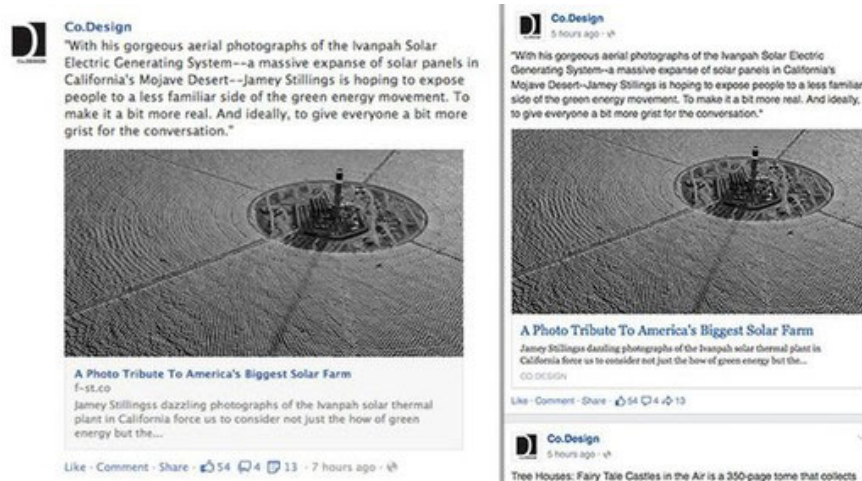 Co.Design
"With his gorgeous aerial photographs of the Ivanpah Solar
Electric Generating System--a massive expanse of solar panels in
California's Mojave Desert--Jamey Stillings is hoping to expose
people to a less familiar side of the green energy movement. To
make it a bit more real. And ideally, to give everyone a bit more
grist for the conversation."
A Photo Tribute To America's Biggest Solar Farm
f-st.co
Jamey Stillingss dazzling photographs of the Ivanpah solar thermal
plant in California force us to consider not just the how of green
energy but the...
Like · Comment · Share · 54 4 13 · 7 hours ago ·
Co.Design
5 hours ago ·
"With his gorgeous aerial photographs of the Ivanpah Solar Electric
Generating System--a massive expanse of solar panels in California's
Mojave Desert--Jamey Stillings is hoping to expose people to a less familiar
side of the green energy movement. To make it a bit more real. And ideally,
to give everyone a bit more grist for the conversation."
A Photo Tribute To America's Biggest Solar Farm
Jamey Stillingss dazzling photographs of the Ivanpah solar thermal plant in
California force us to consider not just the how of green energy but the...
CO.DESIGN
Like · Comment · Share · 54 4 13
Co.Design
5 hours ago ·
Tree Houses: Fairy Tale Castles in the Air is a 350-page tome that collects